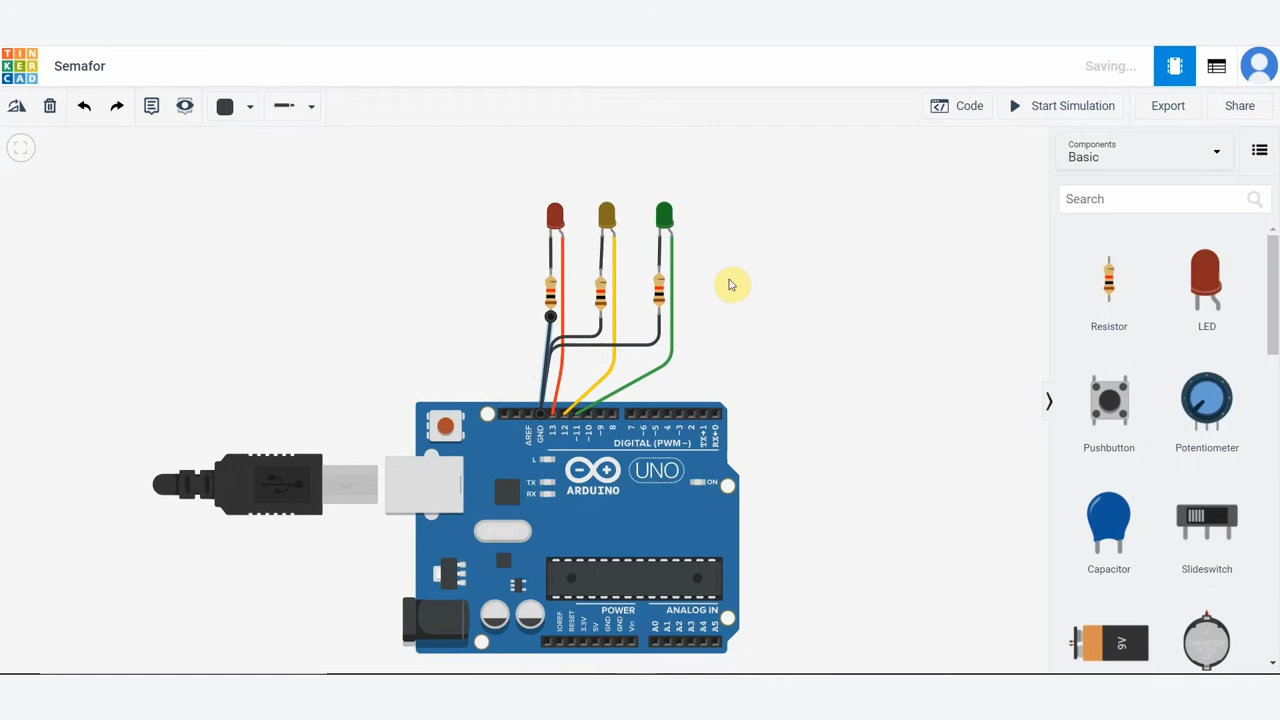 TIN
KER
CAD
Semafor
Saving...
Code
Start Simulation
Export
Share
Components
Basic
Search
Resistor
LED
Pushbutton
Potentiometer
Capacitor
Slideswitch
9V
AREF
GND
13
12
~11
~10
~9
8
7
~6
~5
4
~3
2
TX→1
RX←0
DIGITAL (PWM~)
L
TX
RX
ARDUINO
UNO
ON
POWER
ANALOG IN
IOREF
RESET
3.3V
5V
GND
GND
Vin
A0
A1
A2
A3
A4
A5